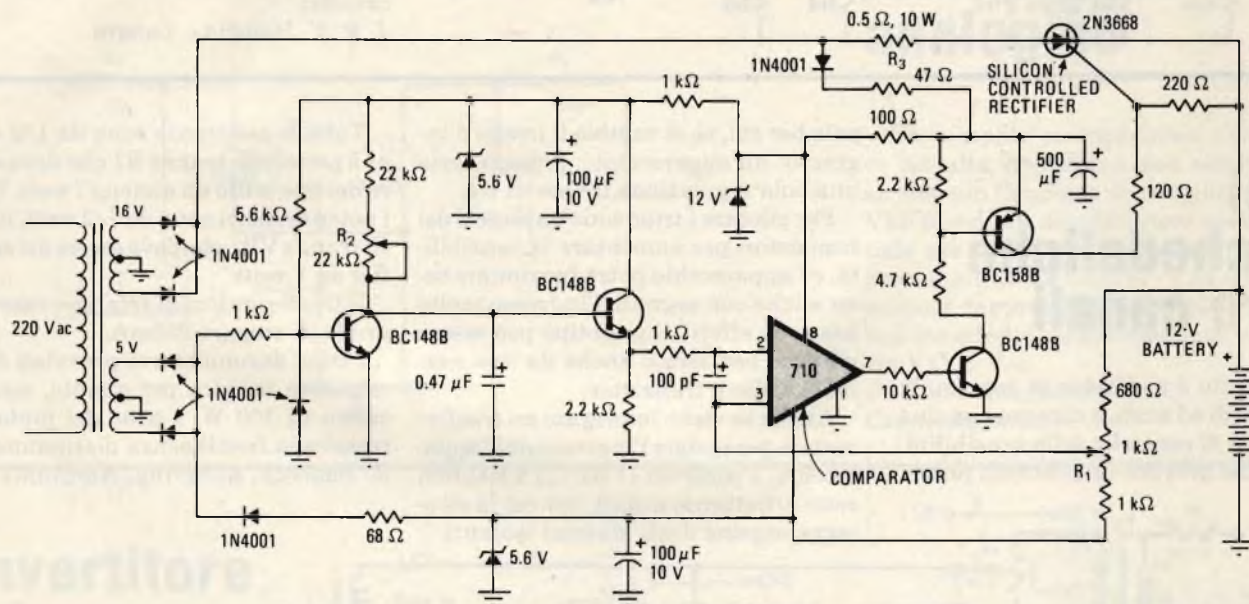 0.5 Ω, 10 W
R3
2N3668
1N4001
47 Ω
SILICON
CONTROLLED
RECTIFIER
220 Ω
1 kΩ
100 Ω
22 kΩ
5.6 V
100 µF
10 V
12 V
2.2 kΩ
500
µF
120 Ω
16 V
5.6 kΩ
R2
22 kΩ
BC158B
1N4001
4.7 kΩ
220 Vac
1 kΩ
BC148B
BC148B
1 kΩ
2
8
710
3
BC148B
12-V
BATTERY
5 V
1N4001
0.47 µF
2.2 kΩ
100 pF
10 kΩ
680 Ω
COMPARATOR
1 kΩ
R1
1 kΩ
1N4001
68 Ω
5.6 V
100 µF
10 V